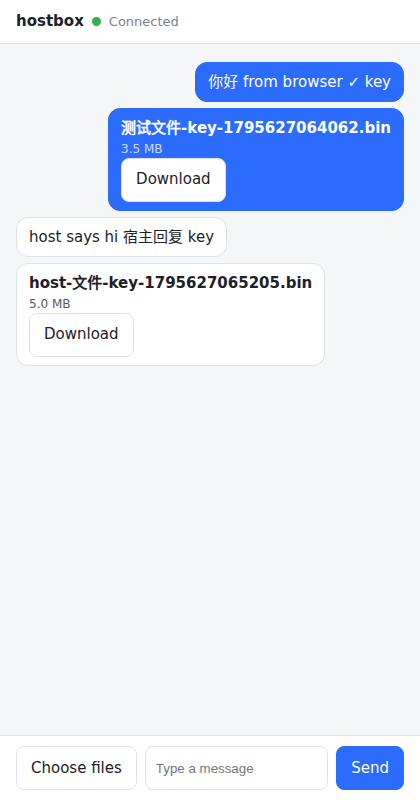 hostbox Connected
你好 from browser ✓ key
测试文件-key-1795627064062.bin
3.5 MB
Download
host says hi 宿主回复 key
host-文件-key-1795627065205.bin
5.0 MB
Download
Choose files Type a message Send